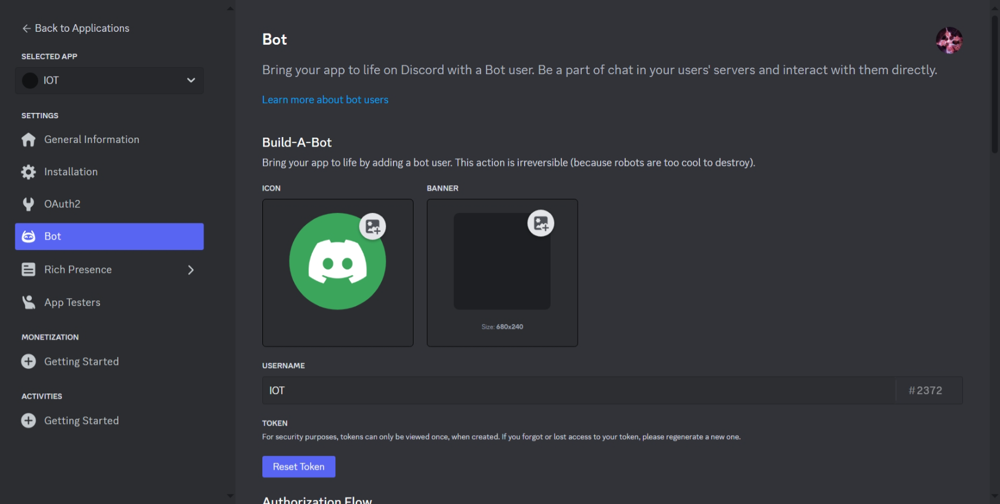 Back to Applications
SELECTED APP
IOT
SETTINGS
General Information
Installation
OAuth2
Bot
Rich Presence
App Testers
MONETIZATION
Getting Started
ACTIVITIES
Getting Started
Bot
Bring your app to life on Discord with a Bot user. Be a part of chat in your users' servers and interact with them directly.
Learn more about bot users
Build-A-Bot
Bring your app to life by adding a bot user. This action is irreversible (because robots are too cool to destroy).
ICON
BANNER
Size: 680x240
USERNAME
IOT
#2372
TOKEN
For security purposes, tokens can only be viewed once, when created. If you forgot or lost access to your token, please regenerate a new one.
Reset Token
Authorization Flow